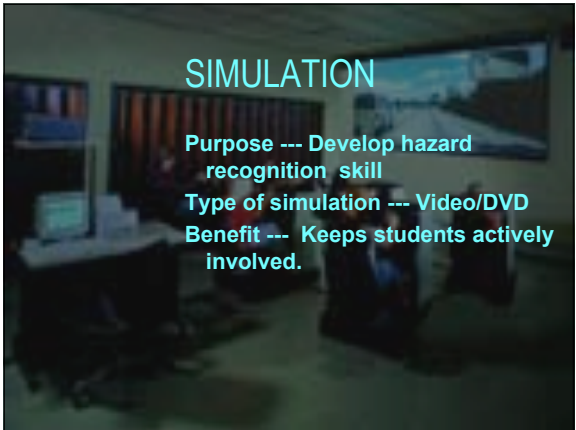 SIMULATION
Purpose --- Develop hazard
recognition skill
Type of simulation --- Video/DVD
Benefit --- Keeps students actively
involved.